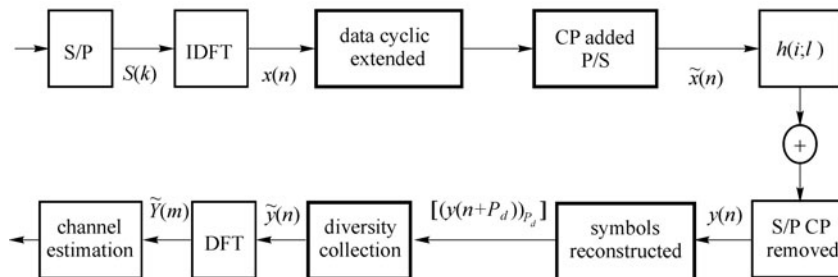 S/P
S(k)
IDFT
x(n)
data cyclic
extended
CP added
P/S
x̃(n)
h(i;l)
+
channel
estimation
Ỹ(m)
DFT
ỹ(n)
diversity
collection
[(y(n+P_d))_{P_d}]
symbols
reconstructed
y(n)
S/P CP
removed